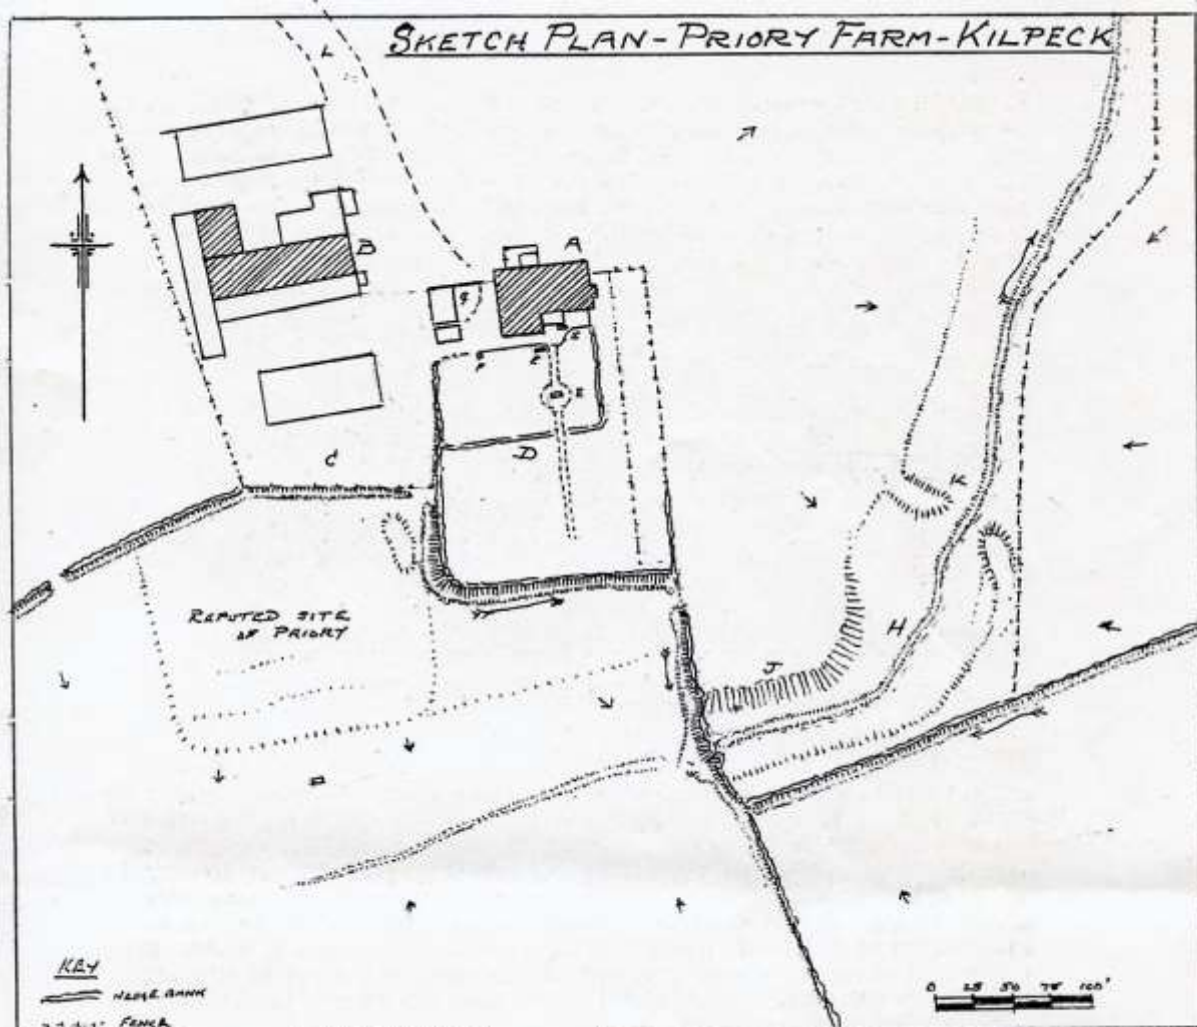 SKETCH PLAN - PRIORY FARM - KILPECK
L
A
B
G
E
F
E
C
D
K
REPUTED SITE
OF PRIORY
H
J
KEY
HEDGE BANK
FENCE
0 25 50 75 100'